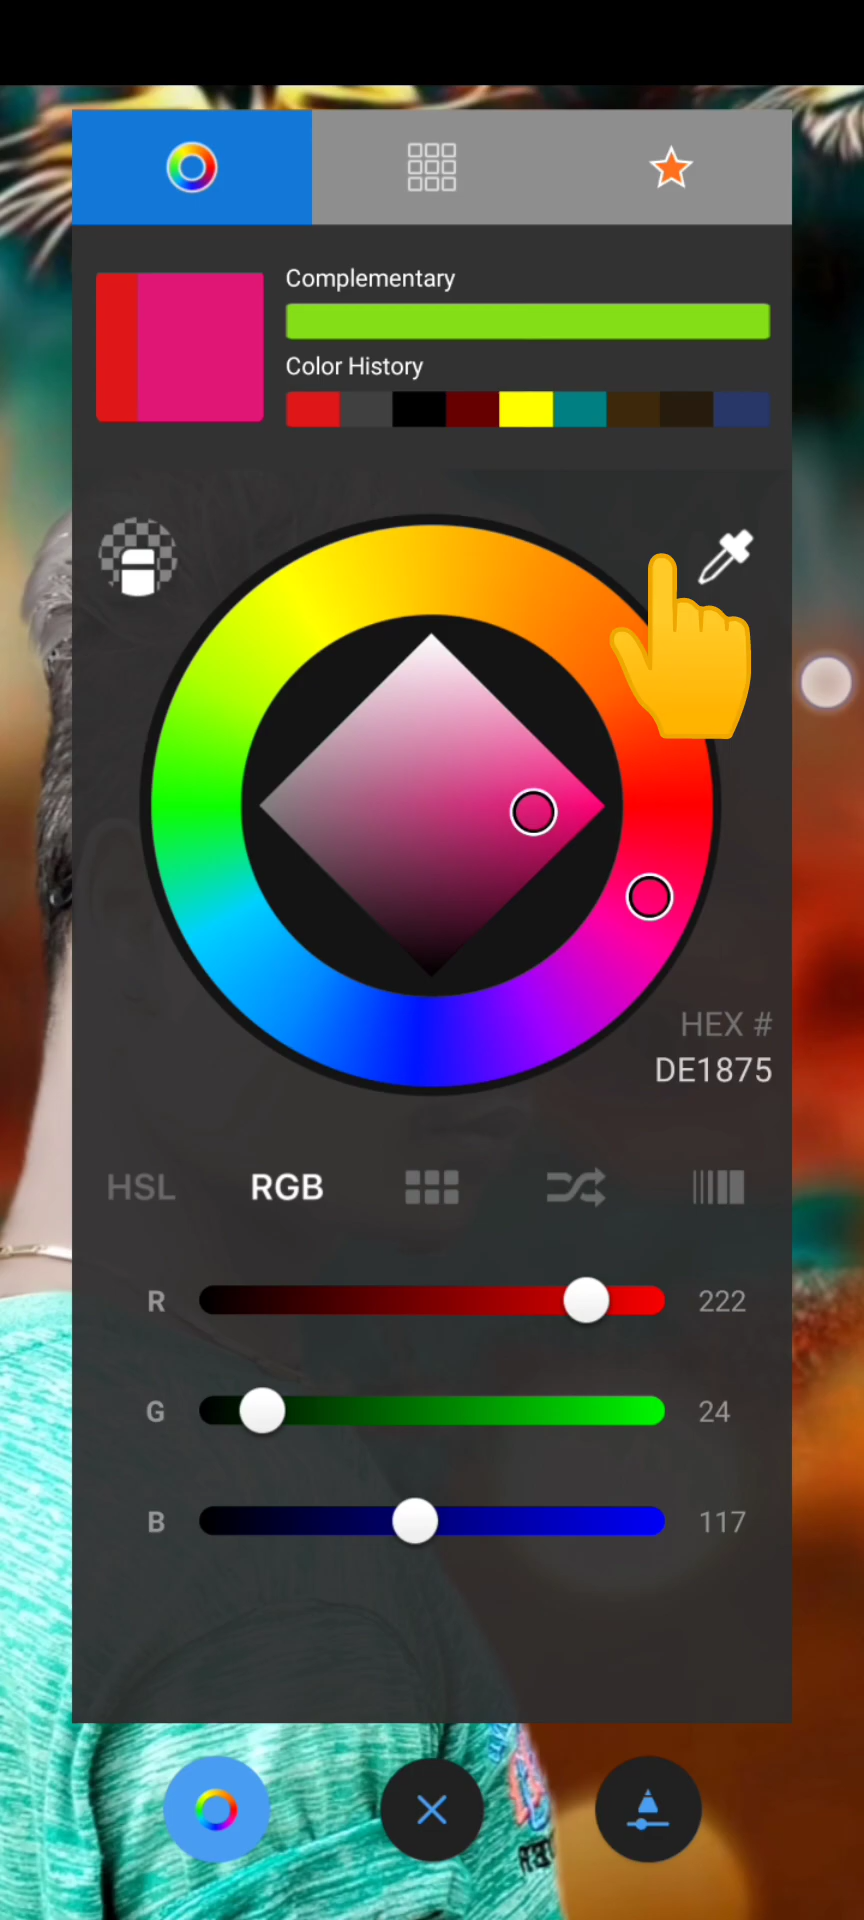 Complementary
Color History
HEX #
DE1875
HSL RGB
R 222
G 24
B 117